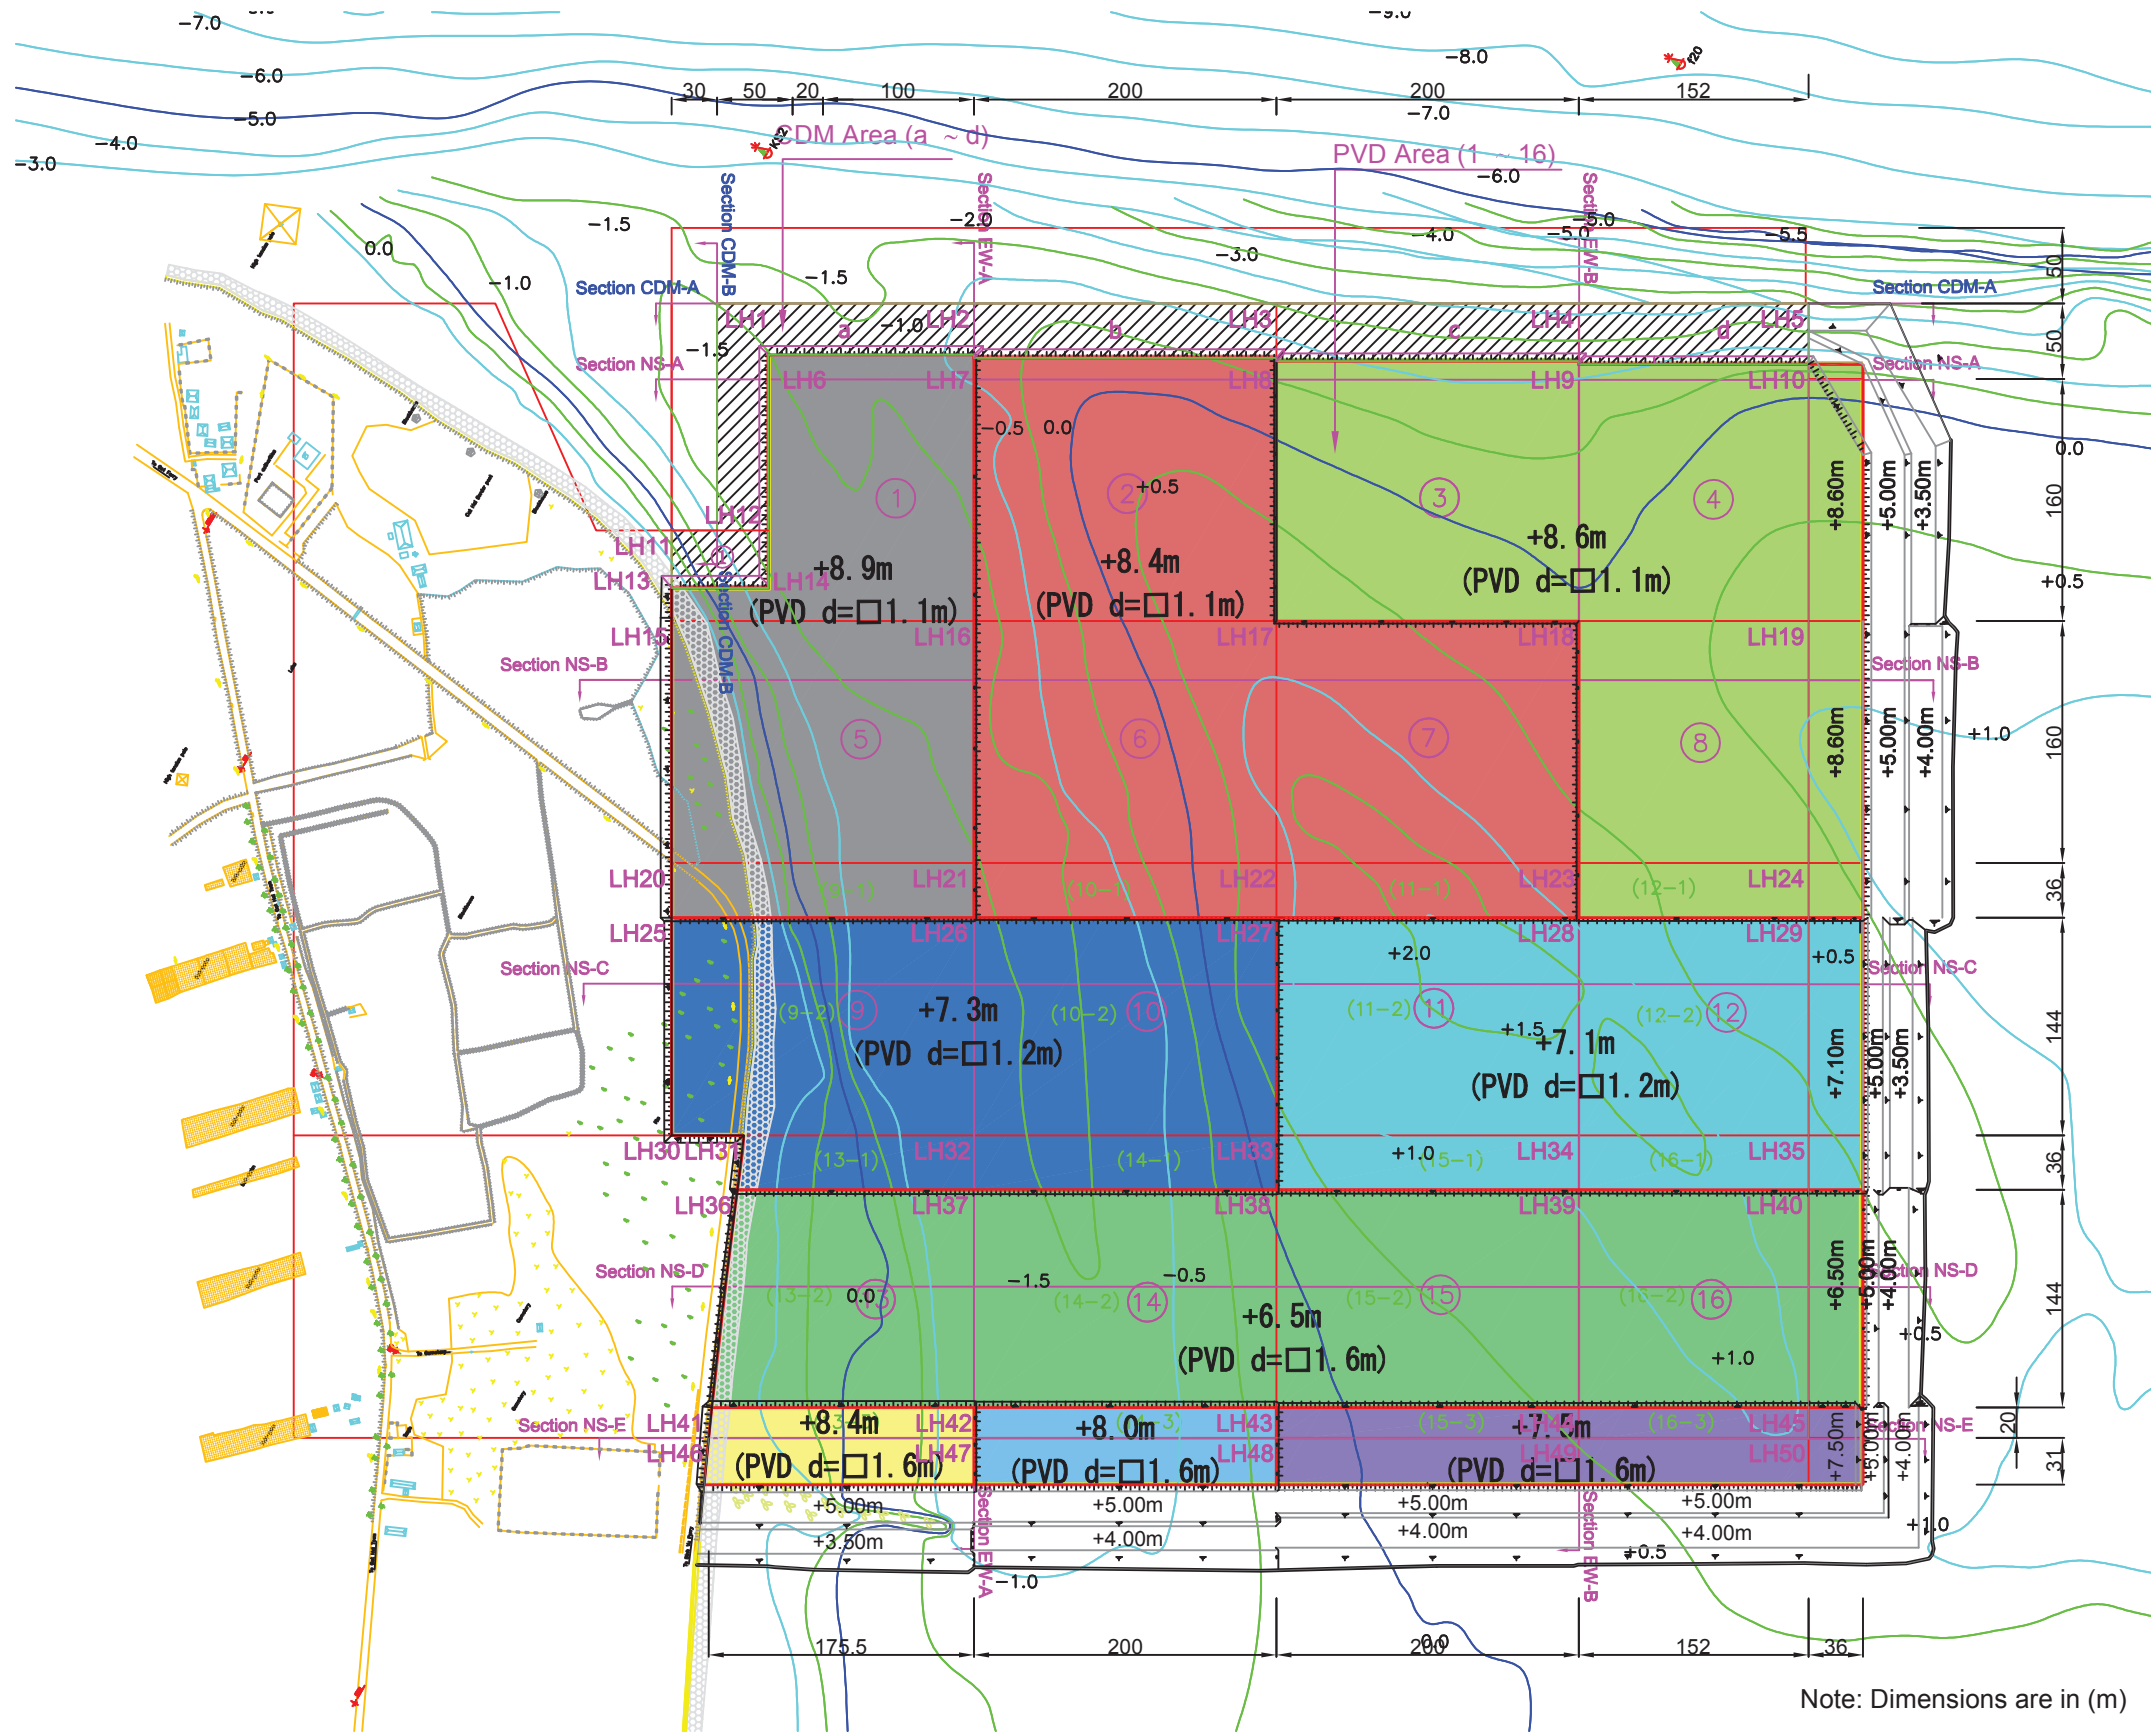 -7.0
-6.0
-5.0
-4.0
-3.0
-8.0
f20
30
50
20
100
200
200
152
-7.0
CDM Area (a ~ d)
PVD Area (1 ~ 16)
-6.0
Section CDM-B
Section EW-A
Section EW-B
0.0
-1.5
-1.0
-2.0
-1.5
-3.0
-4.0
-5.0
-5.0
-5.5
50
Section CDM-A
Section CDM-A
LH1
a
-1.0
LH2
b
LH3
c
LH4
d
LH5
50
-1.5
Section NS-A
Section NS-A
LH6
LH7
LH8
LH9
LH10
-0.5
0.0
0.0
1
2
+0.5
3
4
+8.60m
+5.00m
+3.50m
160
LH12
LH11
LH13
LH14
+8.9m
(PVD d=□1.1m)
+8.4m
(PVD d=□1.1m)
+8.6m
(PVD d=□1.1m)
+0.5
Section CDM-B
LH15
LH16
LH17
LH18
LH19
Section NS-B
Section NS-B
5
6
7
8
+8.60m
+5.00m
+4.00m
+1.0
160
LH20
(9-1)
LH21
(10-1)
LH22
(11-1)
LH23
(12-1)
LH24
36
LH25
LH26
LH27
LH28
LH29
+2.0
+0.5
Section NS-C
Section NS-C
(9-2)
9
+7.3m
(PVD d=□1.2m)
(10-2)
10
(11-2)
11
+1.5
+7.1m
(PVD d=□1.2m)
(12-2)
12
+7.10m
+5.00m
+3.50m
144
LH30
LH31
(13-1)
LH32
(14-1)
LH33
+1.0
(15-1)
LH34
(16-1)
LH35
36
LH36
LH37
LH38
LH39
LH40
Section NS-D
Section NS-D
(13-2)
0.0
13
-1.5
(14-2)
14
-0.5
+6.5m
(PVD d=□1.6m)
(15-2)
15
(16-2)
16
+1.0
+6.50m
+5.00m
+4.00m
+0.5
144
Section NS-E
Section NS-E
LH41
+8.4m
(PVD d=□1.6m)
LH42
+8.0m
(PVD d=□1.6m)
LH43
(15-3)
+7.5m
(PVD d=□1.6m)
(16-3)
LH45
20
LH46
LH47
LH48
LH49
LH50
+7.50m
+5.00m
+4.00m
31
+5.00m
+5.00m
+5.00m
+5.00m
+3.50m
+4.00m
+4.00m
+4.00m
+1.0
+0.5
Section EW-A
Section EW-B
-1.0
175.5
200
200
0.0
152
36
Note: Dimensions are in (m)